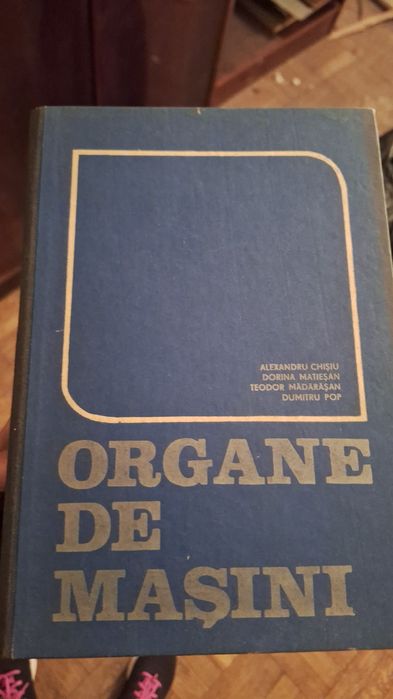 ALEXANDRU CHIȘIU
DORINA MATIEȘAN
TEODOR MĂDĂRĂȘAN
DUMITRU POP
ORGANE
DE
MAȘINI